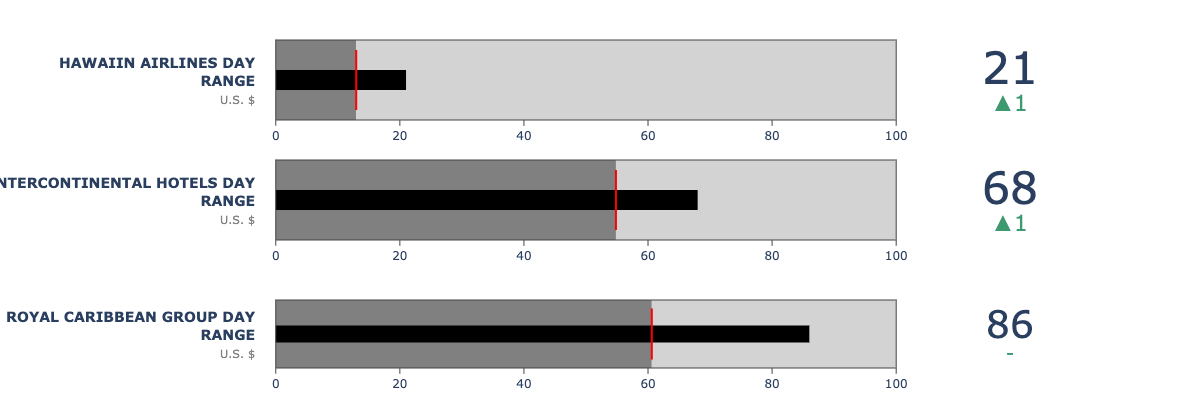 HAWAIIN AIRLINES DAY
RANGE
U.S. $
0 20 40 60 80 100
21
▲1
NTERCONTINENTAL HOTELS DAY
RANGE
U.S. $
0 20 40 60 80 100
68
▲1
ROYAL CARIBBEAN GROUP DAY
RANGE
U.S. $
0 20 40 60 80 100
86
-